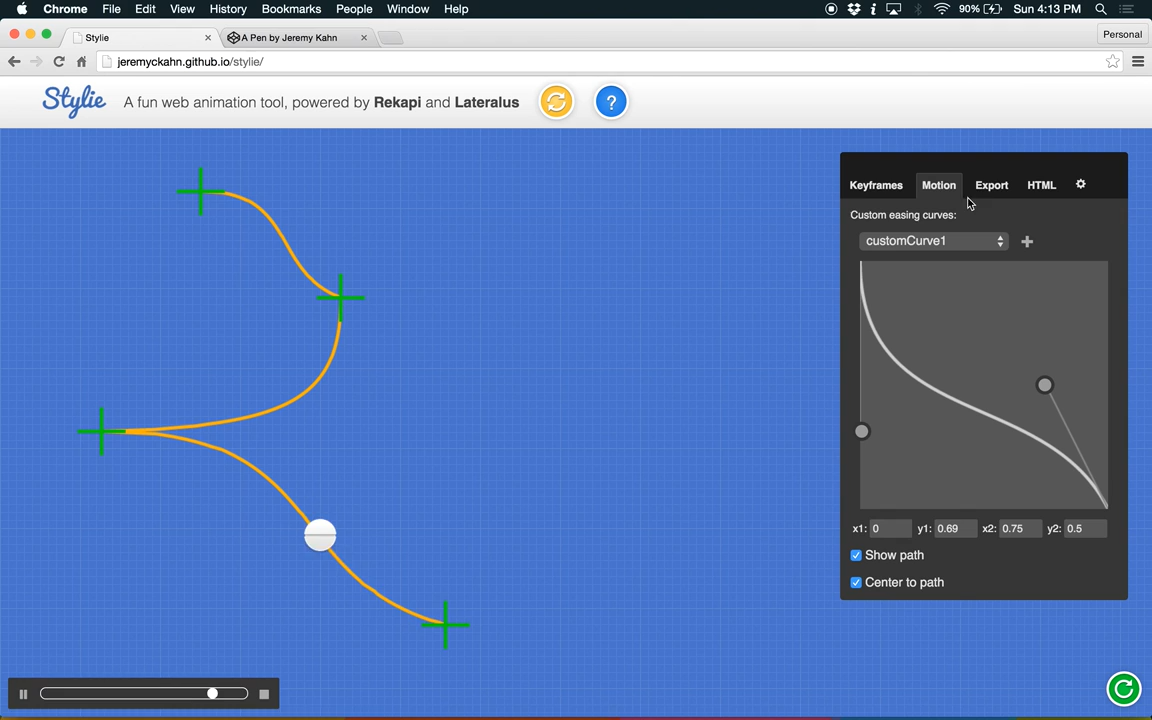 Chrome File Edit View History Bookmarks People Window Help 90% Sun 4:13 PM
Stylie A Pen by Jeremy Kahn Personal
jeremyckahn.github.io/stylie/
Stylie A fun web animation tool, powered by Rekapi and Lateralus ?
Keyframes Motion Export HTML
Custom easing curves:
customCurve1
x1: 0 y1: 0.69 x2: 0.75 y2: 0.5
Show path
Center to path